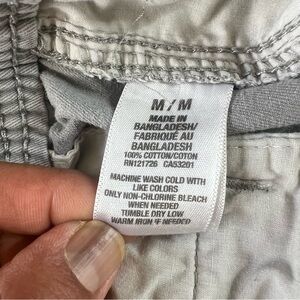 M / M
MADE IN
BANGLADESH/
FABRIQUÉ AU
BANGLADESH
100% COTTON/COTON
RN121726 CA53201
MACHINE WASH COLD WITH
LIKE COLORS
ONLY NON-CHLORINE BLEACH
WHEN NEEDED
TUMBLE DRY LOW
WARM IRON IF NEEDED